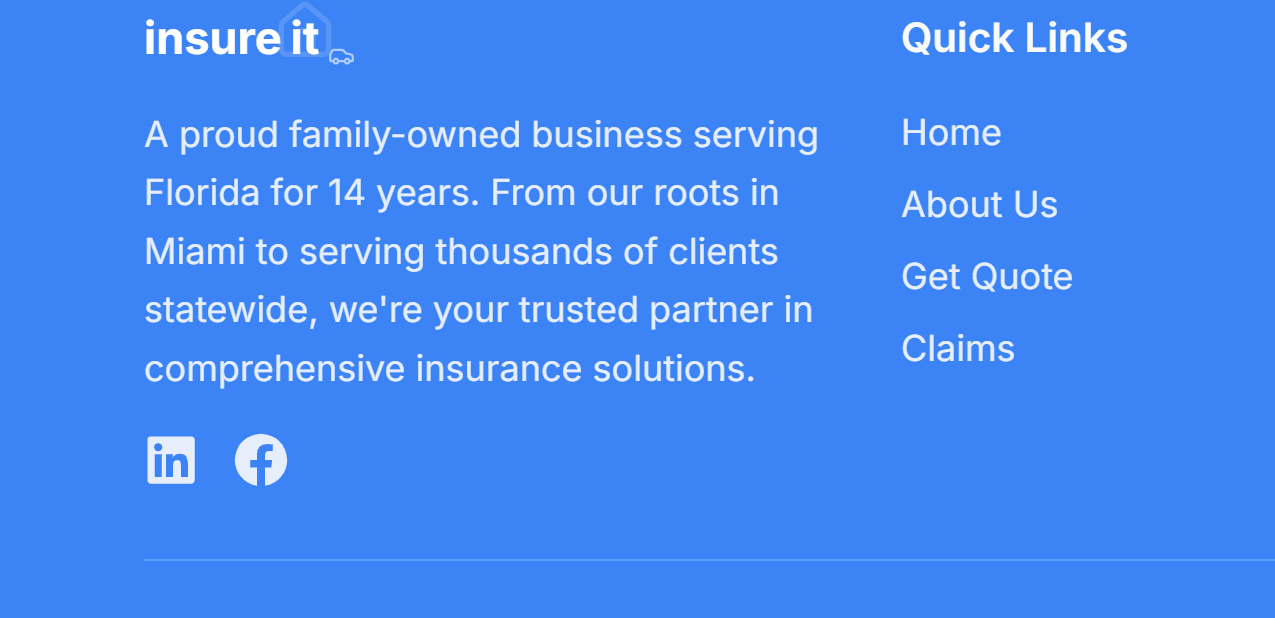 insure it
A proud family-owned business serving
Florida for 14 years. From our roots in
Miami to serving thousands of clients
statewide, we're your trusted partner in
comprehensive insurance solutions.
in
f
Quick Links
Home
About Us
Get Quote
Claims